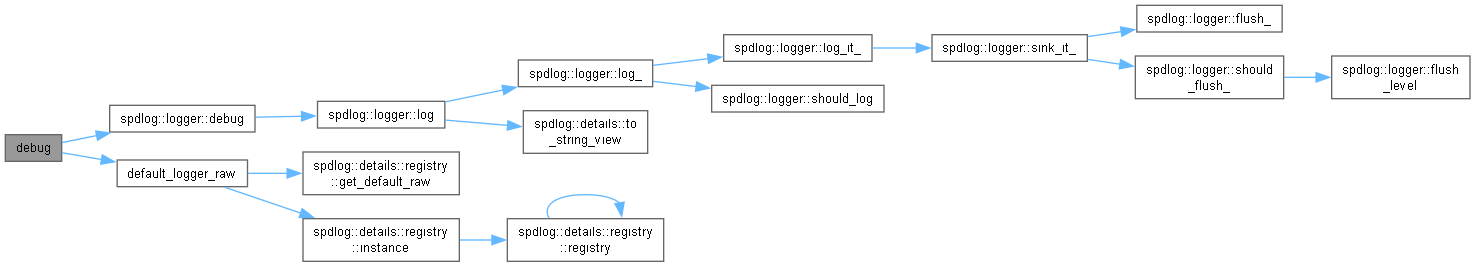 debug
spdlog::logger::debug
default_logger_raw
spdlog::logger::log
spdlog::details::registry
::get_default_raw
spdlog::details::registry
::instance
spdlog::logger::log_
spdlog::details::to
_string_view
spdlog::details::registry
::registry
spdlog::logger::log_it_
spdlog::logger::should_log
spdlog::logger::sink_it_
spdlog::logger::flush_
spdlog::logger::should
_flush_
spdlog::logger::flush
_level